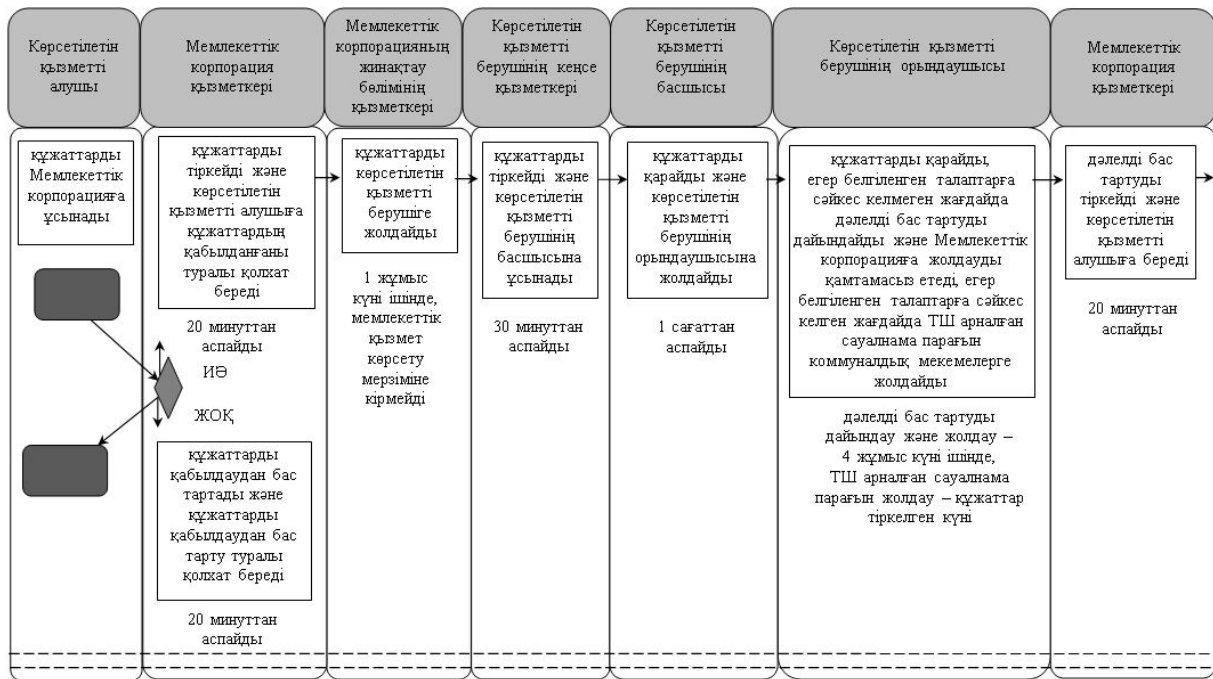 Көрсетілетін
қызметті
алушы
Мемлекеттік
корпорация
қызметкері
Мемлекеттік
корпорацияның
жинақтау
бөлімінің
қызметкері
Көрсетілетін
қызметті
берушінің кеңсе
қызметкері
Көрсетілетін
қызметті
берушінің
басшысы
Көрсетілетін қызметті
берушінің орындаушысы
Мемлекеттік
корпорация
қызметкері
құжаттарды
Мемлекеттік
корпорацияға
ұсынады
құжаттарды
тіркейді және
көрсетілетін
қызметті алушыға
құжаттардың
қабылданғаны
туралы қолхат
береді
20 минуттан
аспайды
ИӘ
ЖОҚ
құжаттарды
қабылдаудан бас
тартады және
құжаттарды
қабылдаудан бас
тарту туралы
қолхат береді
20 минуттан
аспайды
құжаттарды
көрсетілетін
қызметті
берушіге
жолдайды
1 жұмыс
күні ішінде,
мемлекеттік
қызмет
көрсету
мерзіміне
кірмейді
құжаттарды
тіркейді және
көрсетілетін
қызметті
берушінің
басшысына
ұсынады
30 минуттан
аспайды
құжаттарды
қарайды және
көрсетілетін
қызметті
берушінің
орындаушысына
жолдайды
1 сағаттан
аспайды
құжаттарды қарайды,
егер белгіленген талаптарға
сәйкес келмеген жағдайда
дәлелді бас тартуды
дайындайды және Мемлекеттік
корпорацияға жолдауды
қамтамасыз етеді, егер
белгіленген талаптарға сәйкес
келген жағдайда ТШ арналған
сауалнама парағын
коммуналдық мекемелерге
жолдайды
дәлелді бас тартуды
дайындау және жолдау –
4 жұмыс күні ішінде,
ТШ арналған сауалнама
парағын жолдау – құжаттар
тіркелген күні
дәлелді бас
тартуды
тіркейді және
көрсетілетін
қызметті
алушыға береді
20 минуттан
аспайды